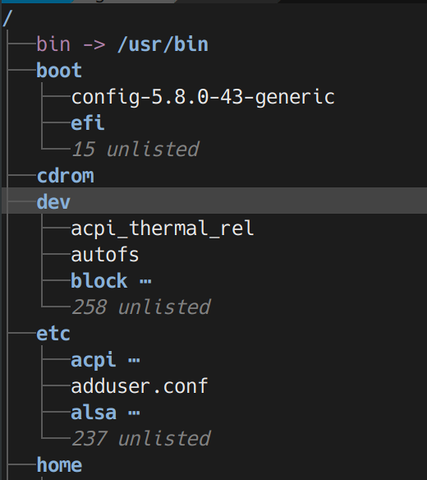 /
bin -> /usr/bin
boot
config-5.8.0-43-generic
efi
15 unlisted
cdrom
dev
acpi_thermal_rel
autofs
block …
258 unlisted
etc
acpi …
adduser.conf
alsa …
237 unlisted
home